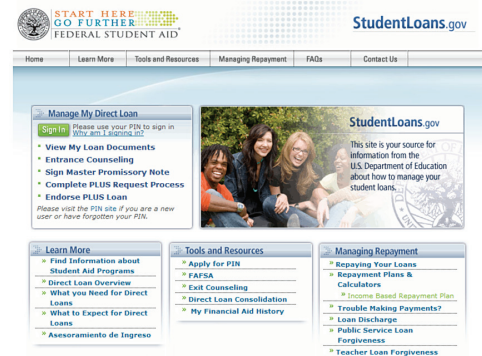 START HERE
GO FURTHER
FEDERAL STUDENT AID
StudentLoans.gov
Home
Learn More
Tools and Resources
Managing Repayment
FAQs
Contact Us
Manage My Direct Loan
Sign In
Please use your PIN to sign in
Why am I signing in?
View My Loan Documents
Entrance Counseling
Sign Master Promissory Note
Complete PLUS Request Process
Endorse PLUS Loan
Please visit the PIN site if you are a new
user or have forgotten your PIN.
StudentLoans.gov
This site is your source for
information from the
U.S. Department of Education
about how to manage your
student loans.
Learn More
» Find Information about
Student Aid Programs
» Direct Loan Overview
» What you Need for Direct
Loans
» What to Expect for Direct
Loans
» Asesoramiento de Ingreso
Tools and Resources
» Apply for PIN
» FAFSA
» Exit Counseling
» Direct Loan Consolidation
» My Financial Aid History
Managing Repayment
» Repaying Your Loans
» Repayment Plans &
Calculators
» Income Based Repayment Plan
» Trouble Making Payments?
» Loan Discharge
» Public Service Loan
Forgiveness
» Teacher Loan Forgiveness